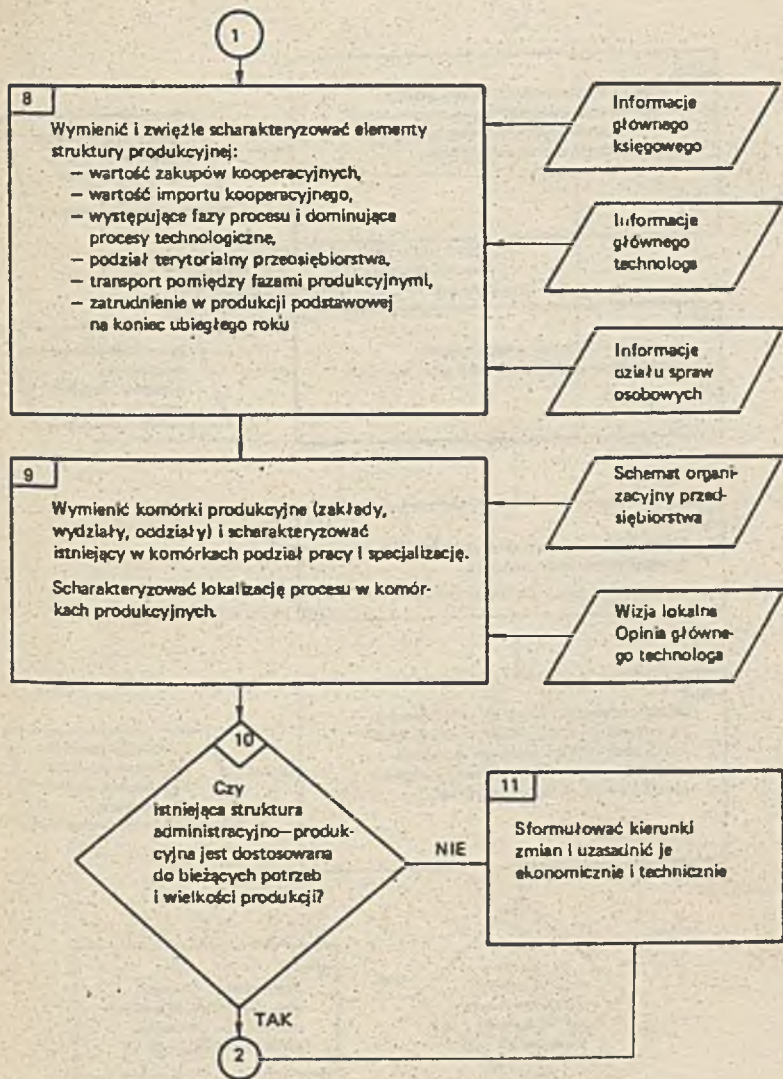 1
8
Wymienić i zwięźle scharakteryzować elementy
struktury produkcyjnej:
— wartość zakupów kooperacyjnych,
— wartość importu kooperacyjnego,
— występujące fazy procesu i dominujące
procesy technologiczne,
— podział terytorialny przedsiębiorstwa,
— transport pomiędzy fazami produkcyjnymi,
— zatrudnienie w produkcji podstawowej
na koniec ubiegłego roku
Informacje
głównego
księgowego
Informacje
głównego
technologa
Informacje
działu spraw
osobowych
9
Wymienić komórki produkcyjne (zakłady,
wydziały, oddziały) i scharakteryzować
istniejący w komórkach podział pracy i specjalizację.
Scharakteryzować lokalizację procesu w komór-
kach produkcyjnych.
Schemat organi-
zacyjny przed-
siębiorstwa
Wizja lokalna
Opinia główne-
go technologa
10
Czy
istniejąca struktura
administracyjno—produk-
cyjna jest dostosowana
do bieżących potrzeb
i wielkości produkcji?
NIE
11
Sformułować kierunki
zmian i uzasadnić je
ekonomicznie i technicznie
TAK
2